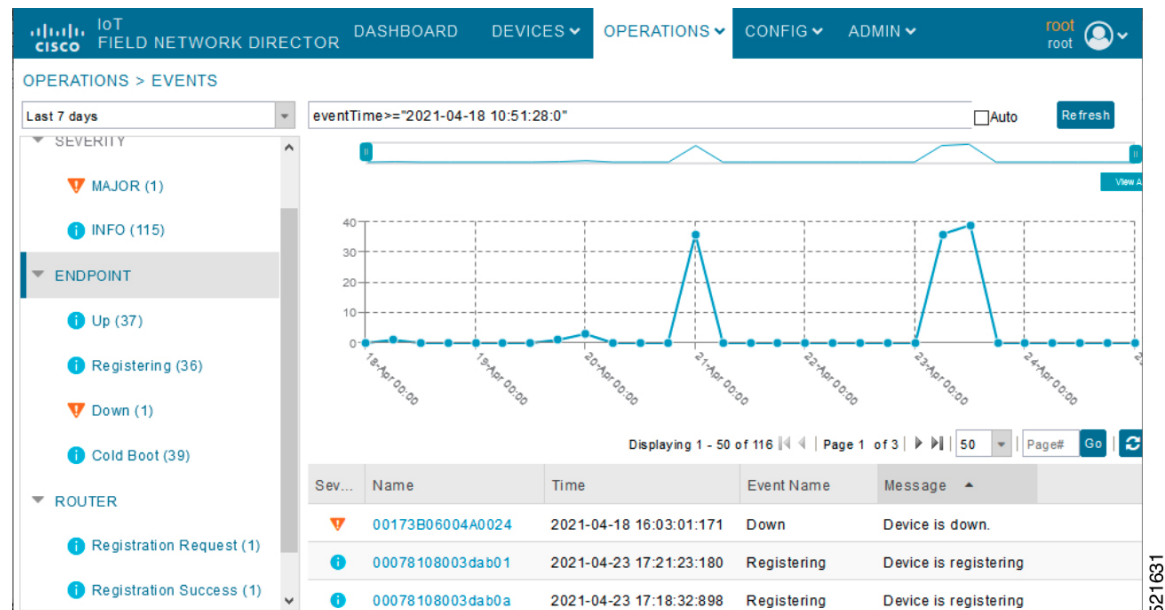 IoT
CISCO FIELD NETWORK DIRECTOR
DASHBOARD DEVICES OPERATIONS CONFIG ADMIN root
root
OPERATIONS > EVENTS
Last 7 days eventTime>="2021-04-18 10:51:28:0" Auto Refresh
SEVERITY
MAJOR (1)
INFO (115)
ENDPOINT
Up (37)
Registering (36)
Down (1)
Cold Boot (39)
ROUTER
Registration Request (1)
Registration Success (1)
View A
40
30
20
10
0
18-Apr 00:00 19-Apr 00:00 20-Apr 00:00 21-Apr 00:00 22-Apr 00:00 23-Apr 00:00 24-Apr 00:00
Displaying 1 - 50 of 116 | Page 1 of 3 | 50 | Page# Go
Sev... Name Time Event Name Message
00173B06004A0024 2021-04-18 16:03:01:171 Down Device is down.
00078108003dab01 2021-04-23 17:21:23:180 Registering Device is registering
00078108003dab0a 2021-04-23 17:18:32:898 Registering Device is registering
521631